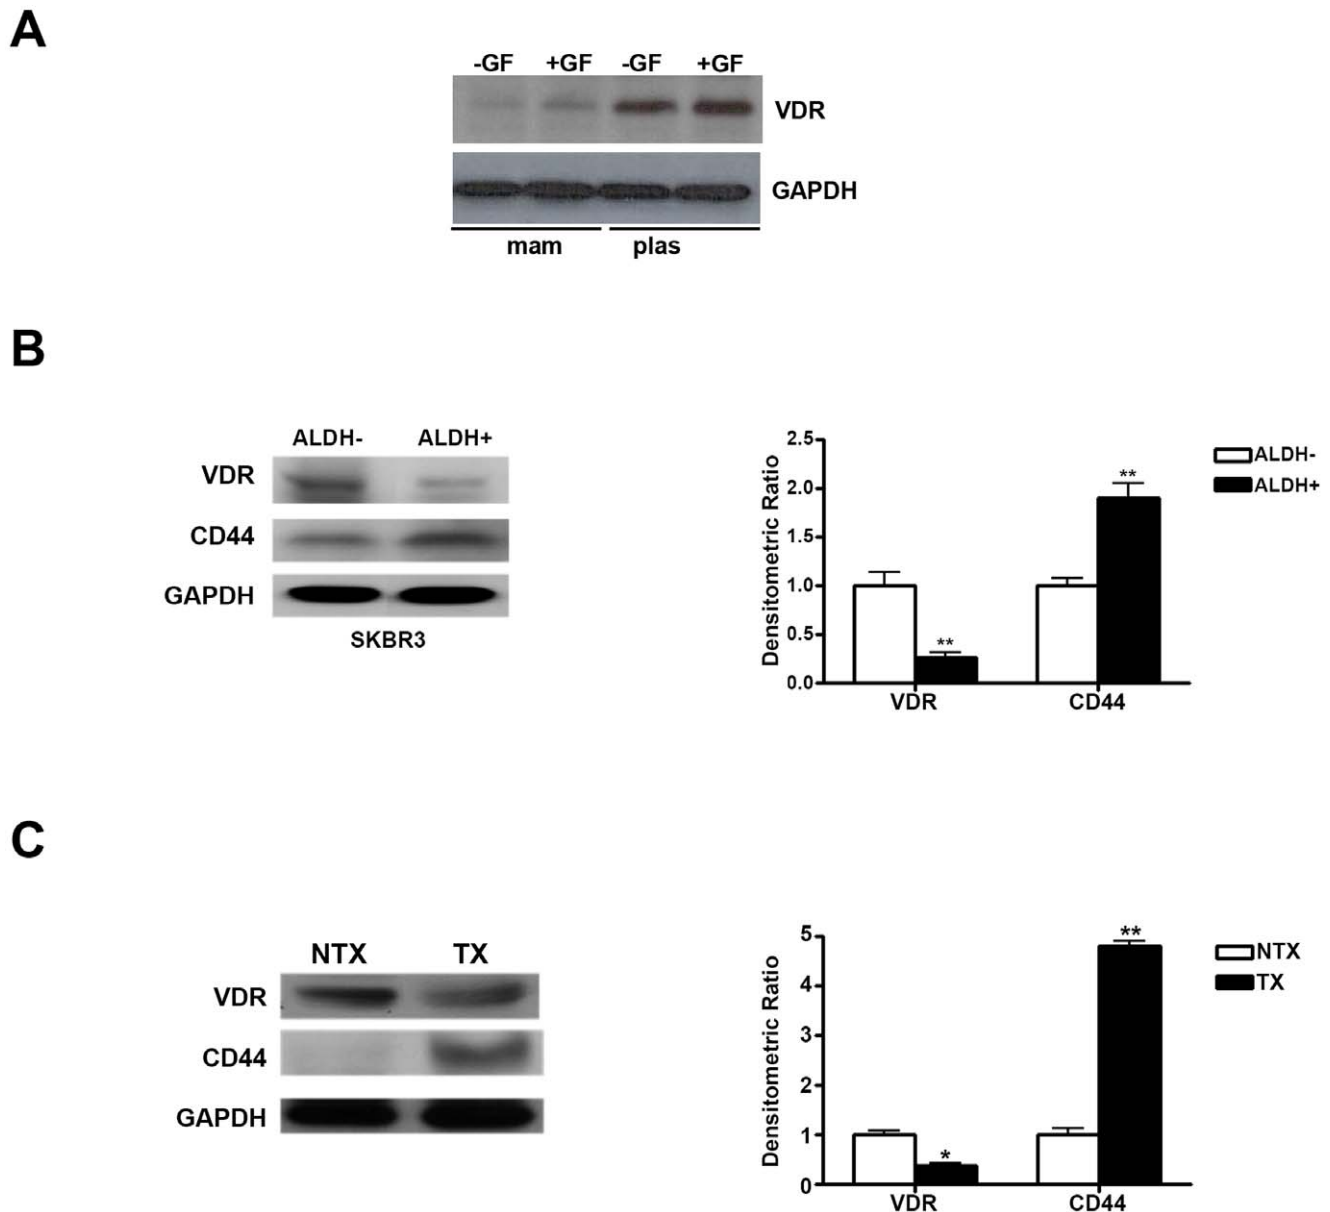 A
-GF +GF -GF +GF
VDR
GAPDH
mam plas
B
ALDH- ALDH+
VDR
CD44
GAPDH
SKBR3
2.5
2.0
1.5
1.0
0.5
0.0
Densitometric Ratio
** **
VDR CD44
ALDH-
ALDH+
C
NTX TX
VDR
CD44
GAPDH
5
4
3
2
1
0
Densitometric Ratio
* **
VDR CD44
NTX
TX